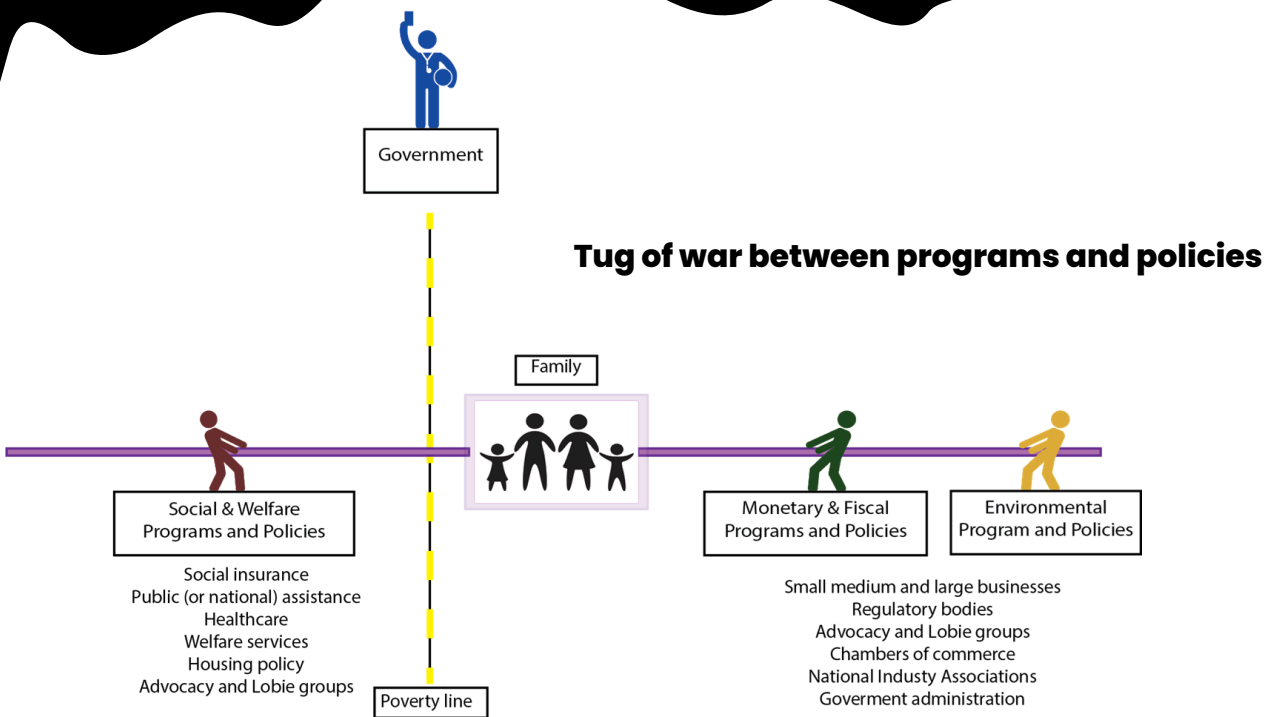 Government
Tug of war between programs and policies
Family
Social & Welfare
Programs and Policies
Monetary & Fiscal
Programs and Policies
Environmental
Program and Policies
Social insurance
Public (or national) assistance
Healthcare
Welfare services
Housing policy
Advocacy and Lobie groups
Small medium and large businesses
Regulatory bodies
Advocacy and Lobie groups
Chambers of commerce
National Industy Associations
Goverment administration
Poverty line